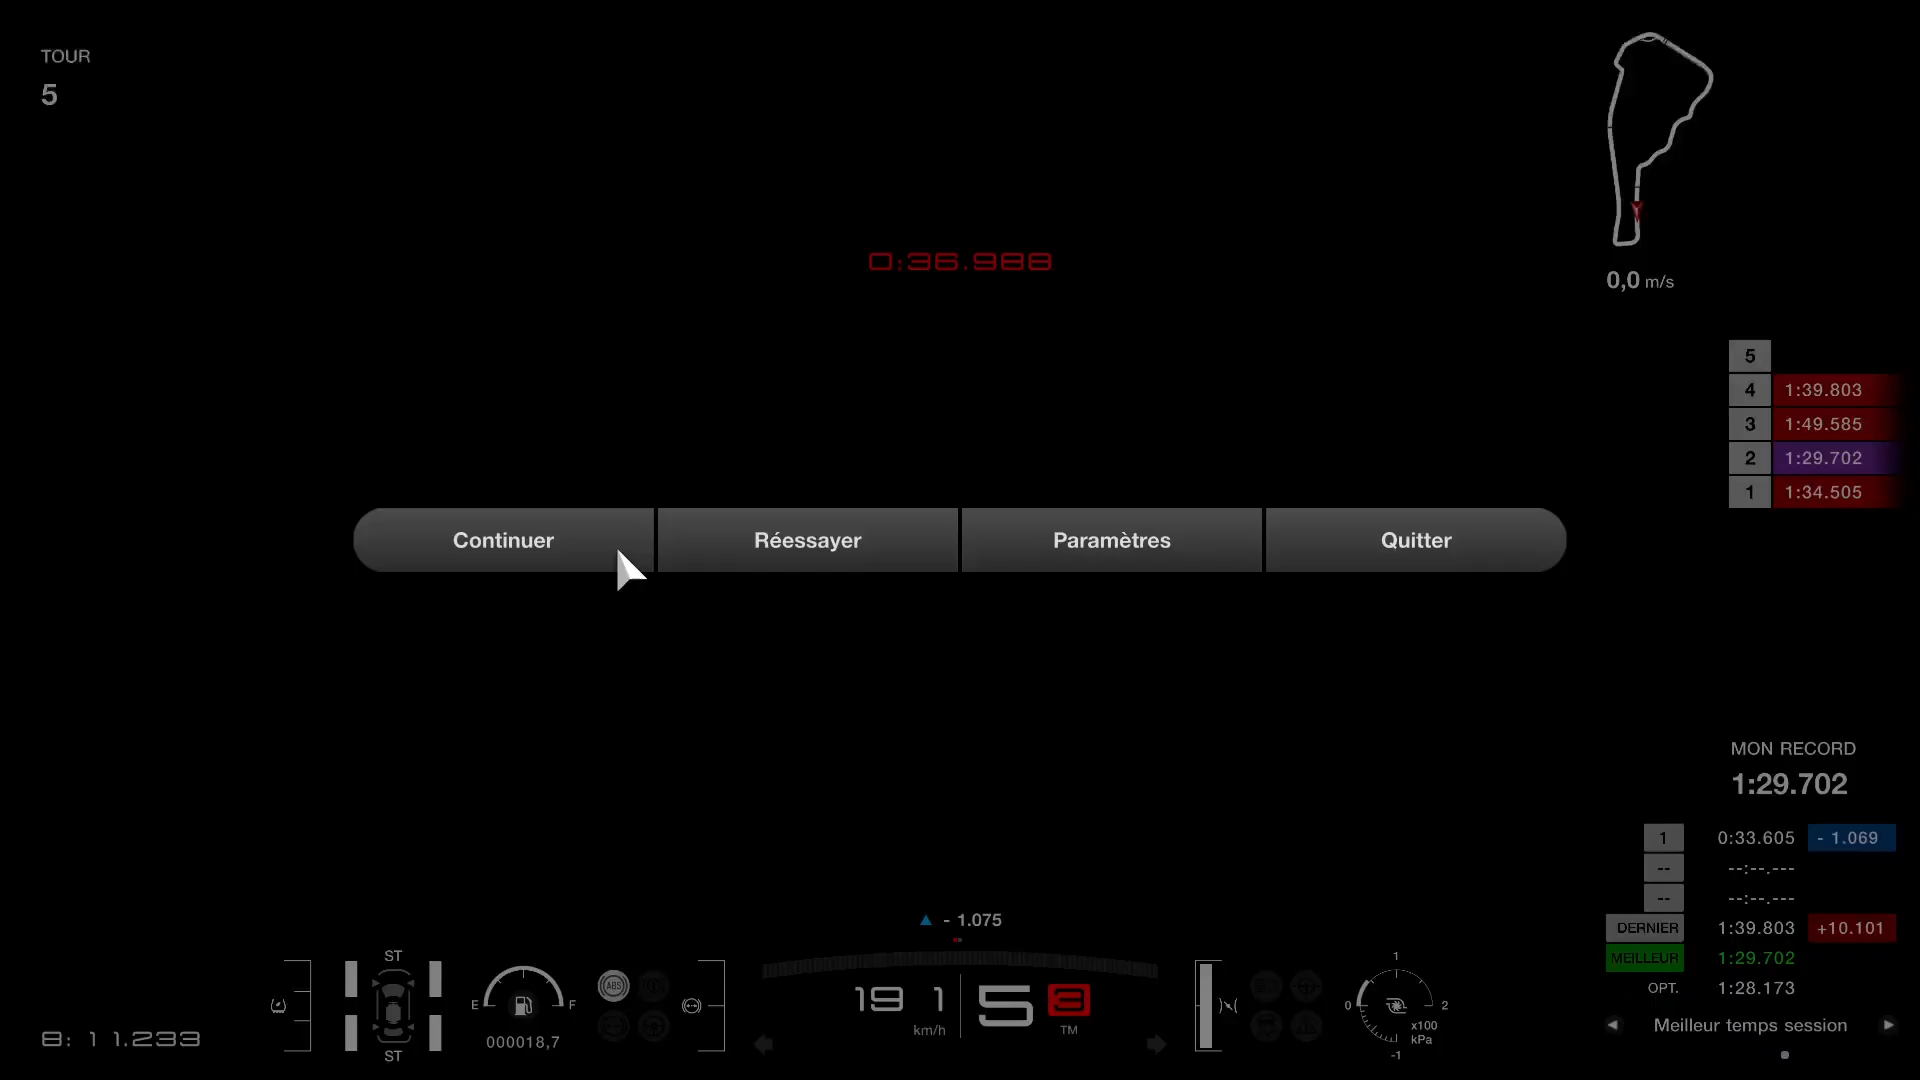 TOUR
5
0:36.988
0,0 m/s
5
4 1:39.803
3 1:49.585
2 1:29.702
1 1:34.505
Continuer
Réessayer
Paramètres
Quitter
MON RECORD
1:29.702
1 0:33.605 - 1.069
-- --:--.---
-- --:--.---
DERNIER 1:39.803 +10.101
MEILLEUR 1:29.702
OPT. 1:28.173
Meilleur temps session
- 1.075
8:11.233
ST
ST
E F
000018,7
ABS
191
km/h
5
3
TM
1
0 2
x100
kPa
-1